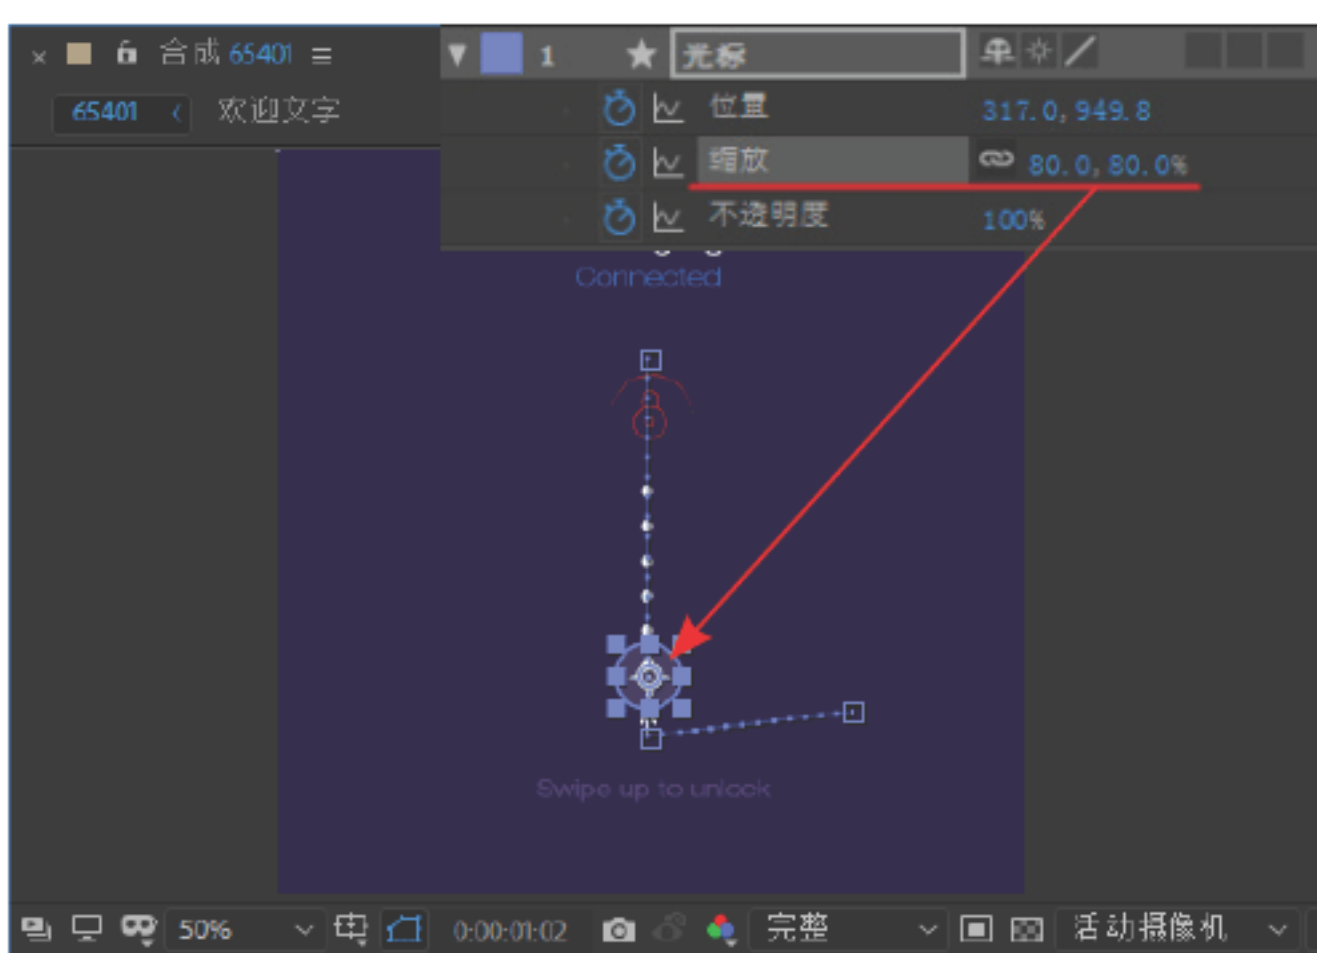 合成 65401
65401 欢迎文字
1 光标
位置 317.0, 949.8
缩放 80.0, 80.0%
不透明度 100%
Connected
Swipe up to unlock
50% 0:00:01:02 完整 活动摄像机